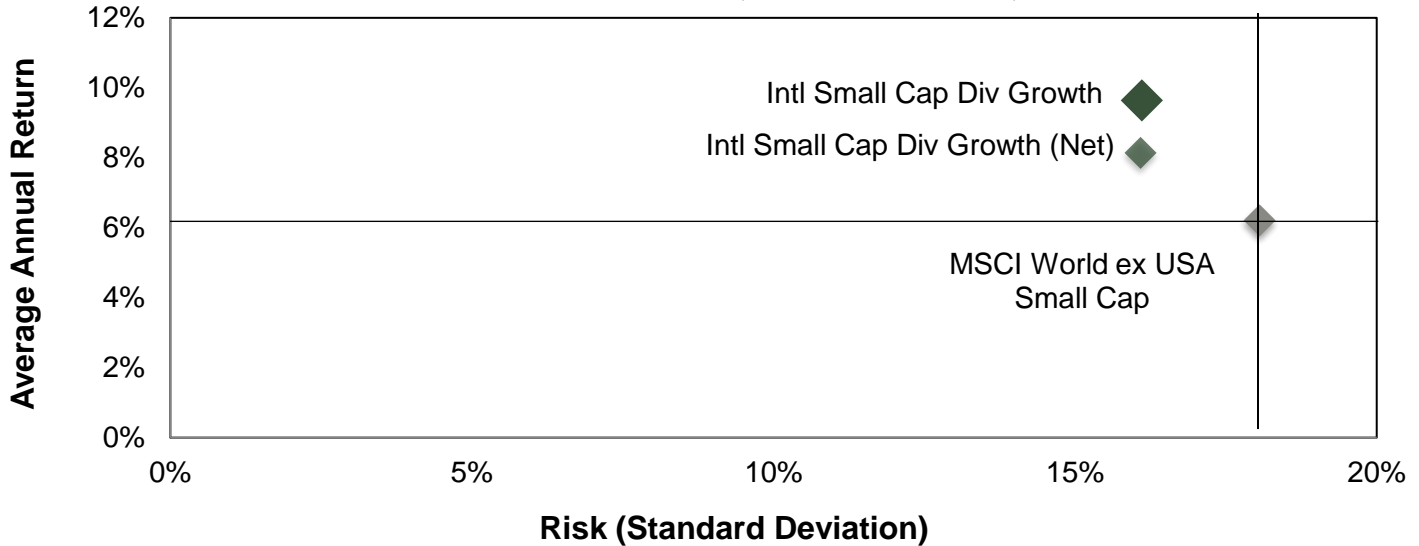 12%
10%
8%
6%
4%
2%
0%
Average Annual Return
Intl Small Cap Div Growth
Intl Small Cap Div Growth (Net)
MSCI World ex USA
Small Cap
0%
5%
10%
15%
20%
Risk (Standard Deviation)